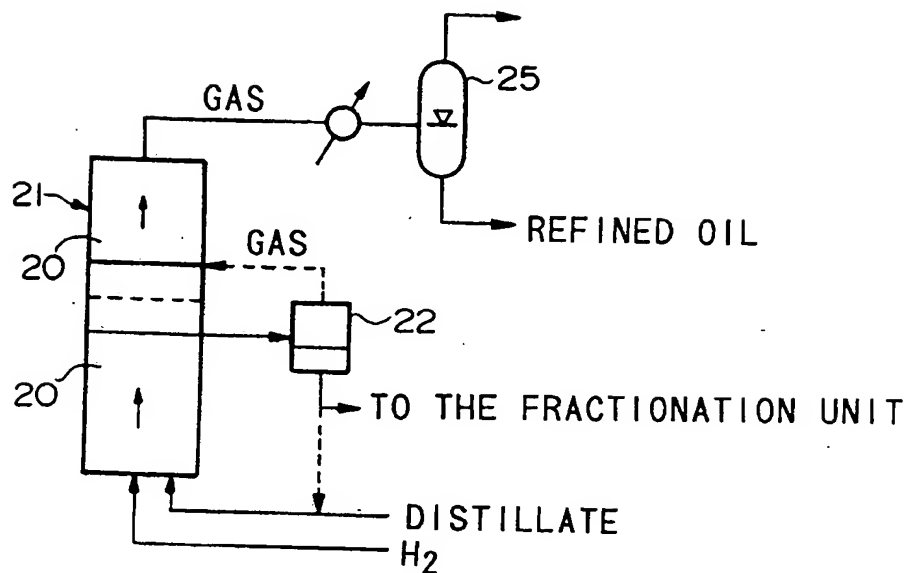 25
GAS
21
20
GAS
REFINED OIL
22
20
TO THE FRACTIONATION UNIT
DISTILLATE
H2